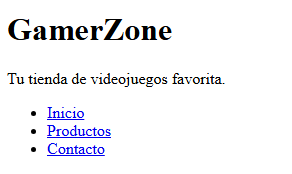 GamerZone
Tu tienda de videojuegos favorita.
Inicio
Productos
Contacto